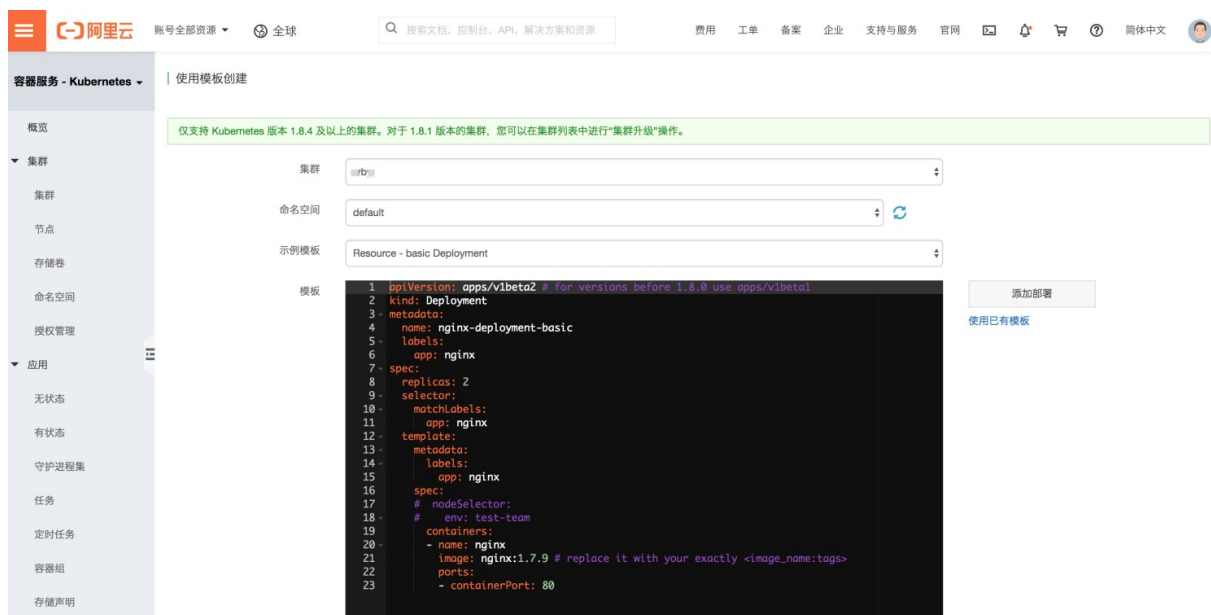 阿里云 账号全部资源 全球 搜索文档、控制台、API、解决方案和资源 费用 工单 备案 企业 支持与服务 官网 简体中文
容器服务 - Kubernetes
使用模板创建
概览
仅支持 Kubernetes 版本 1.8.4 及以上的集群。对于 1.8.1 版本的集群，您可以在集群列表中进行“集群升级”操作。
集群
集群
节点
存储卷
命名空间
授权管理
应用
无状态
有状态
守护进程集
任务
定时任务
容器组
存储声明
集群
命名空间 default
示例模板 Resource - basic Deployment
模板
1 apiVersion: apps/v1beta2 # for versions before 1.8.0 use apps/v1beta1
2 kind: Deployment
3 metadata:
4 name: nginx-deployment-basic
5 labels:
6 app: nginx
7 spec:
8 replicas: 2
9 selector:
10 matchLabels:
11 app: nginx
12 template:
13 metadata:
14 labels:
15 app: nginx
16 spec:
17 # nodeSelector:
18 # env: test-team
19 containers:
20 - name: nginx
21 image: nginx:1.7.9 # replace it with your exactly <image_name:tags>
22 ports:
23 - containerPort: 80
添加部署
使用已有模板